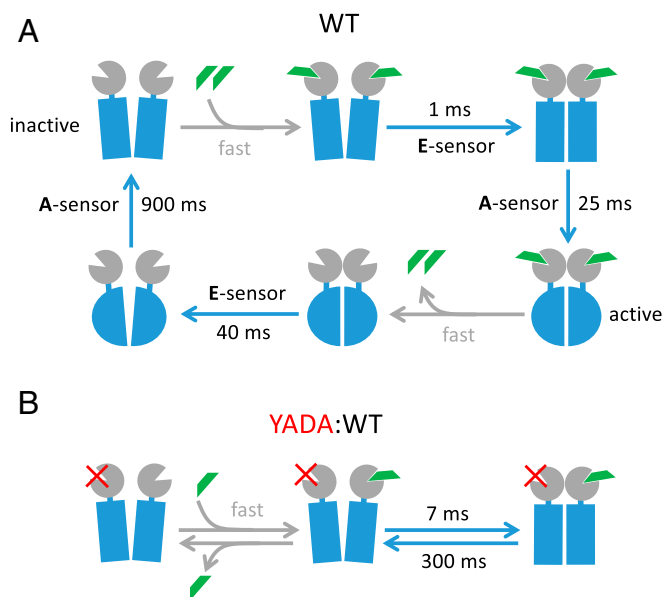 A
WT
inactive
fast
1 ms
E-sensor
A-sensor
900 ms
A-sensor
25 ms
E-sensor
40 ms
fast
active
B
YADA:WT
fast
7 ms
300 ms